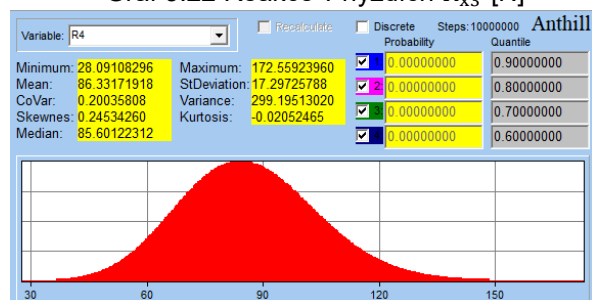 Variable: R4 Recalculate Discrete Steps:10000000 Anthill
Probability Quantile
Minimum: 28.09108296 Maximum: 172.55923960 1 0.00000000 0.90000000
Mean: 86.33171918 StDeviation: 17.29725788 2 0.00000000 0.80000000
CoVar: 0.20035808 Variance: 299.19513020 3 0.00000000 0.70000000
Skewnes: 0.24534260 Kurtosis: -0.02052465 0.00000000 0.60000000
Median: 85.60122312
30 60 90 120 150